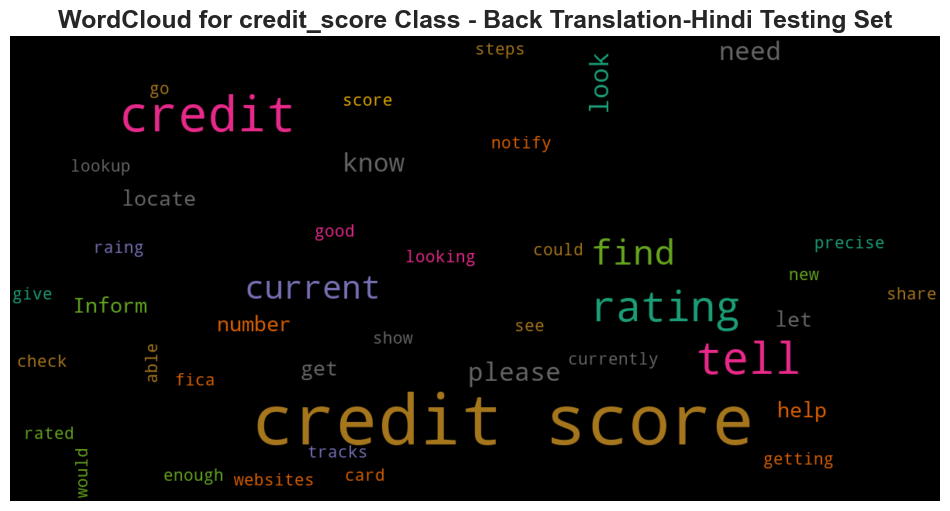 WordCloud for credit_score Class - Back Translation-Hindi Testing Set
steps
need
look
go
credit
score
notify
know
lookup
locate
good
raing
looking
could
find
precise
new
give
current
Inform
rating
share
number
let
show
see
tell
check
able
fica
get
please
currently
credit score
help
rated
tracks
getting
would
enough
websites
card